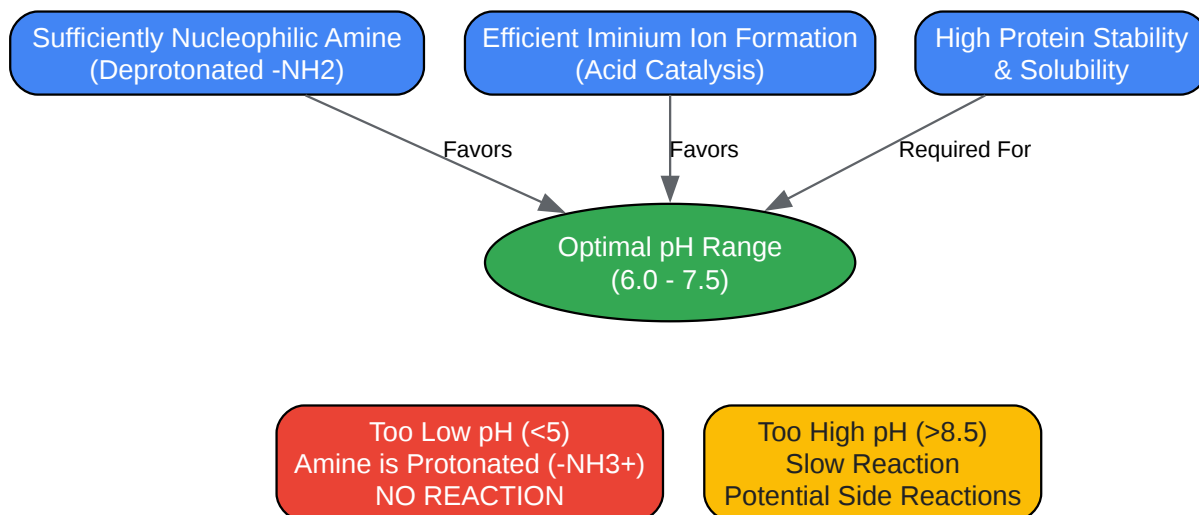 Sufficiently Nucleophilic Amine
(Deprotonated -NH2)
Efficient Iminium Ion Formation
(Acid Catalysis)
High Protein Stability
& Solubility
Favors
Favors
Required For
Optimal pH Range
(6.0 - 7.5)
Too Low pH (<5)
Amine is Protonated (-NH3+)
NO REACTION
Too High pH (>8.5)
Slow Reaction
Potential Side Reactions